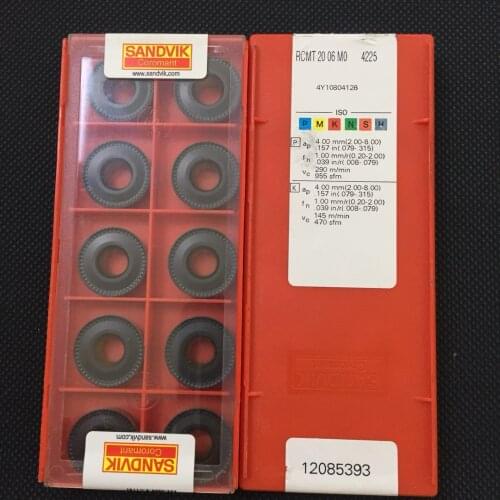 SANDVIK
Coromant
www.sandvik.com
www.sandvik.com
SANDVIK
Coromant
RCMT 20 06 M0 4225
4Y1080412B
ISO
P M K N S H
P ap 4.00 mm(2.00-8.00)
.157 in(.079-.315)
fn 1.00 mm/r(0.20-2.00)
.039 in/r(.008-.079)
vc 290 m/min
955 sfm
K ap 4.00 mm(2.00-8.00)
.157 in(.079-.315)
fn 1.00 mm/r(0.20-2.00)
.039 in/r(.008-.079)
vc 145 m/min
470 sfm
SANDVIK
12085393